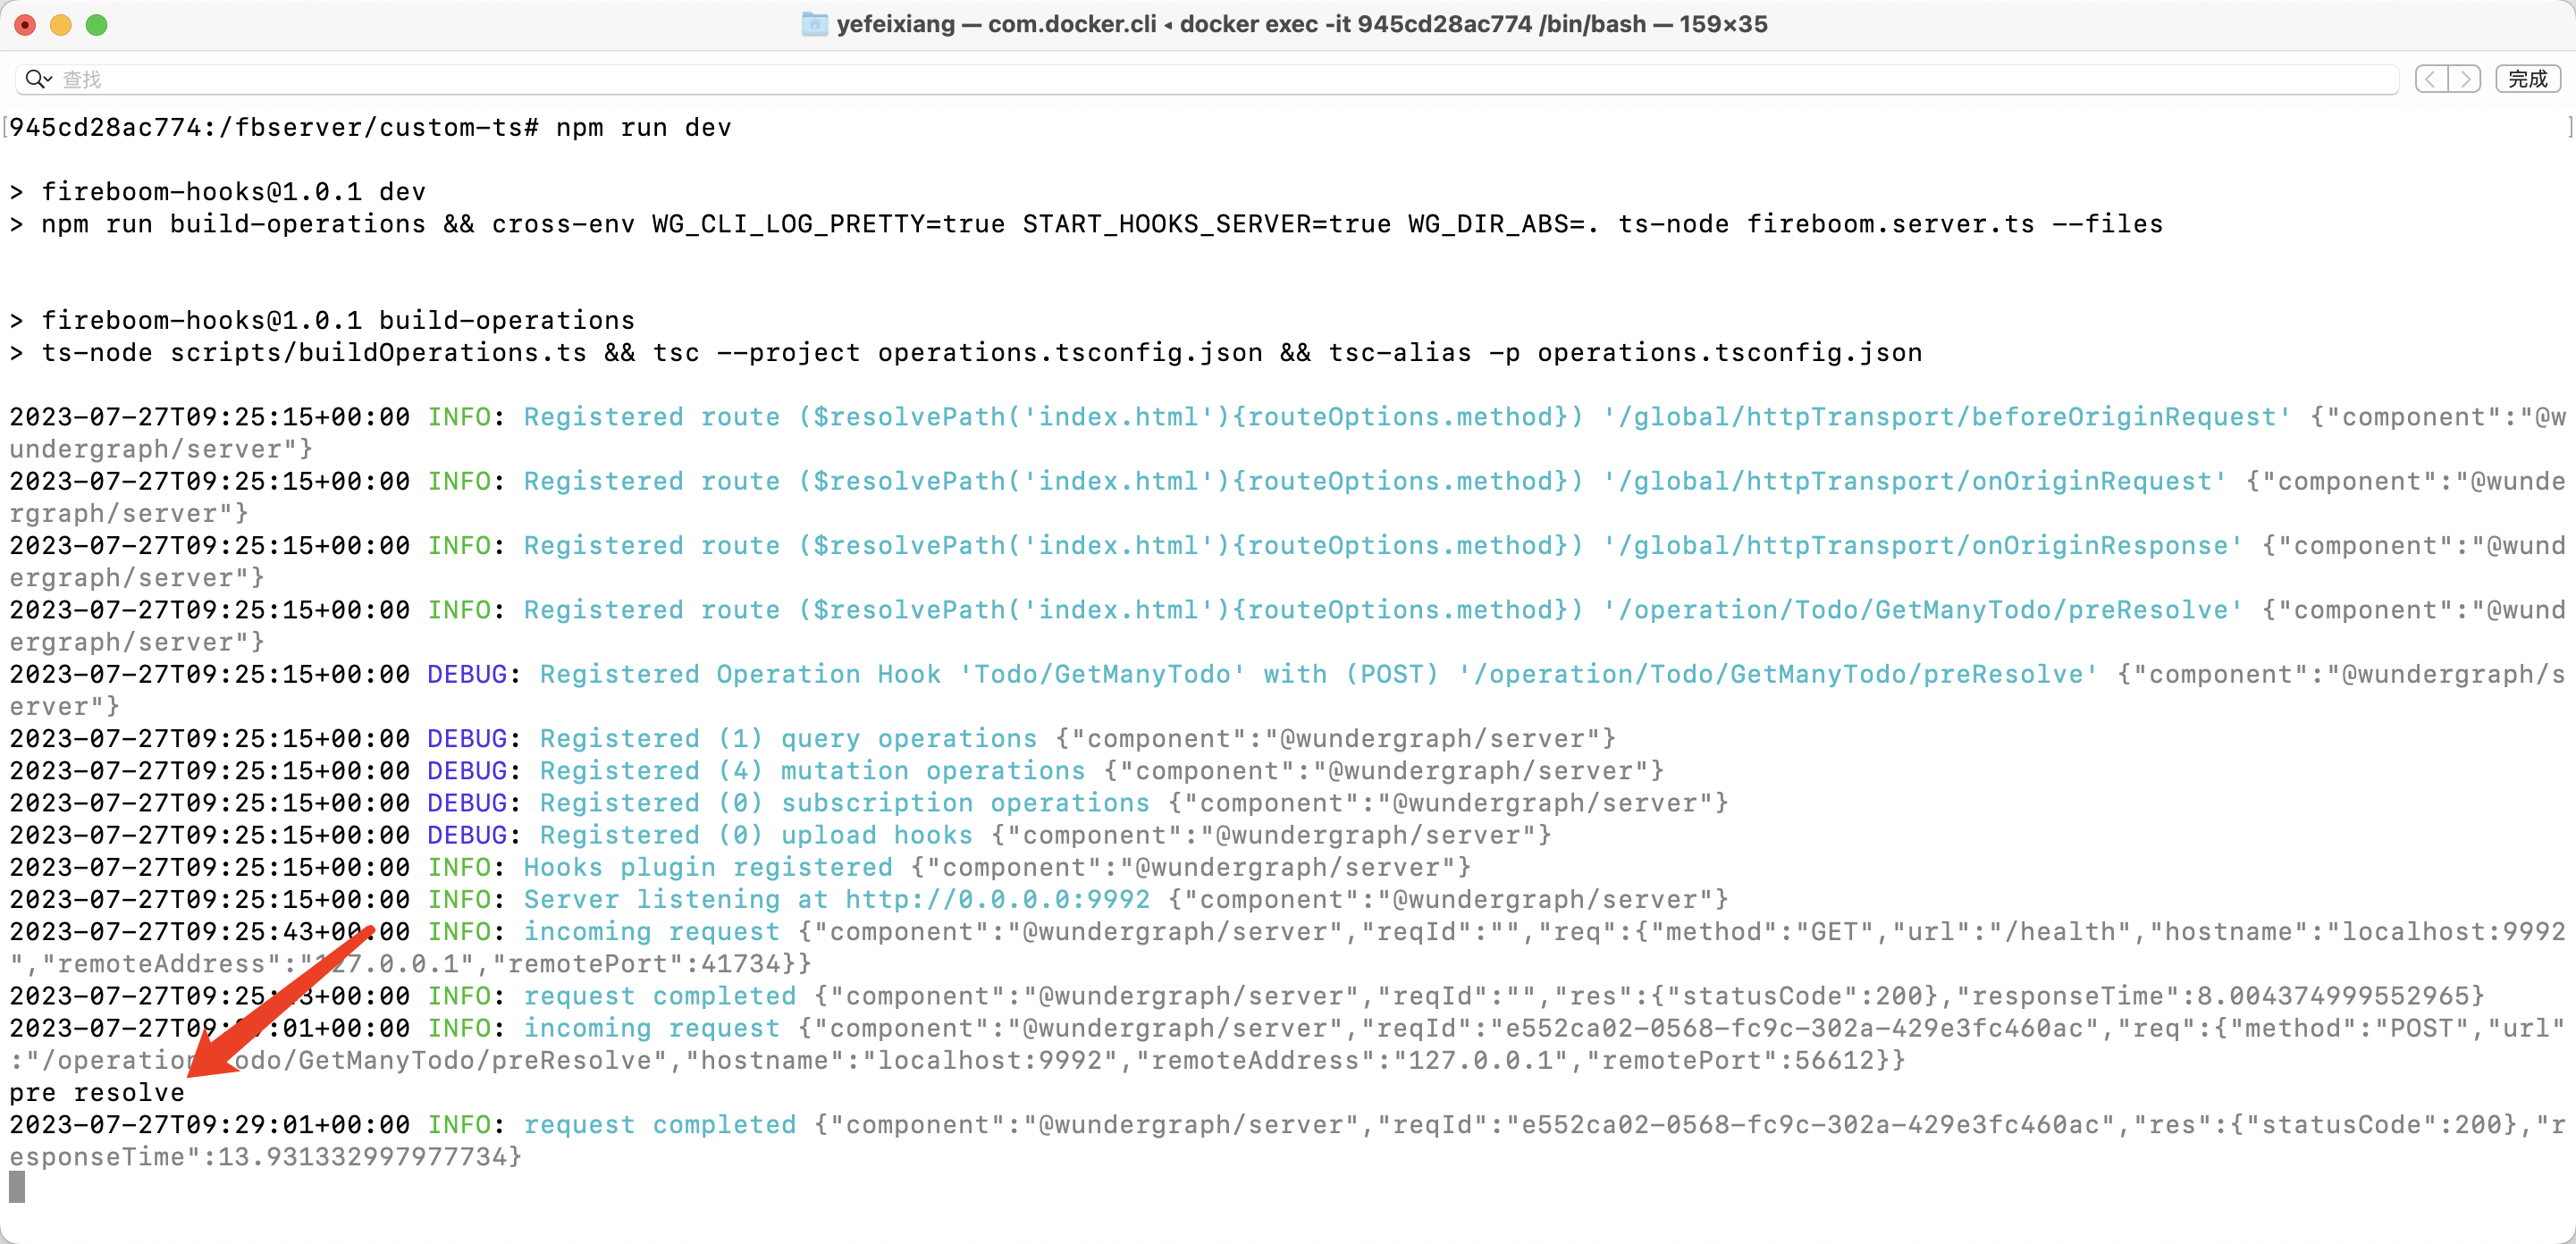 yefeixiang — com.docker.cli ◂ docker exec -it 945cd28ac774 /bin/bash — 159×35
查找
完成
[945cd28ac774:/fbserver/custom-ts# npm run dev ]
> fireboom-hooks@1.0.1 dev
> npm run build-operations && cross-env WG_CLI_LOG_PRETTY=true START_HOOKS_SERVER=true WG_DIR_ABS=. ts-node fireboom.server.ts --files
> fireboom-hooks@1.0.1 build-operations
> ts-node scripts/buildOperations.ts && tsc --project operations.tsconfig.json && tsc-alias -p operations.tsconfig.json
2023-07-27T09:25:15+00:00 INFO: Registered route ($resolvePath('index.html'){routeOptions.method}) '/global/httpTransport/beforeOriginRequest' {"component":"@w
undergraph/server"}
2023-07-27T09:25:15+00:00 INFO: Registered route ($resolvePath('index.html'){routeOptions.method}) '/global/httpTransport/onOriginRequest' {"component":"@wunde
rgraph/server"}
2023-07-27T09:25:15+00:00 INFO: Registered route ($resolvePath('index.html'){routeOptions.method}) '/global/httpTransport/onOriginResponse' {"component":"@wund
ergraph/server"}
2023-07-27T09:25:15+00:00 INFO: Registered route ($resolvePath('index.html'){routeOptions.method}) '/operation/Todo/GetManyTodo/preResolve' {"component":"@wund
ergraph/server"}
2023-07-27T09:25:15+00:00 DEBUG: Registered Operation Hook 'Todo/GetManyTodo' with (POST) '/operation/Todo/GetManyTodo/preResolve' {"component":"@wundergraph/s
erver"}
2023-07-27T09:25:15+00:00 DEBUG: Registered (1) query operations {"component":"@wundergraph/server"}
2023-07-27T09:25:15+00:00 DEBUG: Registered (4) mutation operations {"component":"@wundergraph/server"}
2023-07-27T09:25:15+00:00 DEBUG: Registered (0) subscription operations {"component":"@wundergraph/server"}
2023-07-27T09:25:15+00:00 DEBUG: Registered (0) upload hooks {"component":"@wundergraph/server"}
2023-07-27T09:25:15+00:00 INFO: Hooks plugin registered {"component":"@wundergraph/server"}
2023-07-27T09:25:15+00:00 INFO: Server listening at http://0.0.0.0:9992 {"component":"@wundergraph/server"}
2023-07-27T09:25:43+00:00 INFO: incoming request {"component":"@wundergraph/server","reqId":"","req":{"method":"GET","url":"/health","hostname":"localhost:9992
","remoteAddress":"127.0.0.1","remotePort":41734}}
2023-07-27T09:25:43+00:00 INFO: request completed {"component":"@wundergraph/server","reqId":"","res":{"statusCode":200},"responseTime":8.004374999552965}
2023-07-27T09:29:01+00:00 INFO: incoming request {"component":"@wundergraph/server","reqId":"e552ca02-0568-fc9c-302a-429e3fc460ac","req":{"method":"POST","url"
:"/operation/Todo/GetManyTodo/preResolve","hostname":"localhost:9992","remoteAddress":"127.0.0.1","remotePort":56612}}
pre resolve
2023-07-27T09:29:01+00:00 INFO: request completed {"component":"@wundergraph/server","reqId":"e552ca02-0568-fc9c-302a-429e3fc460ac","res":{"statusCode":200},"r
esponseTime":13.931332997977734}